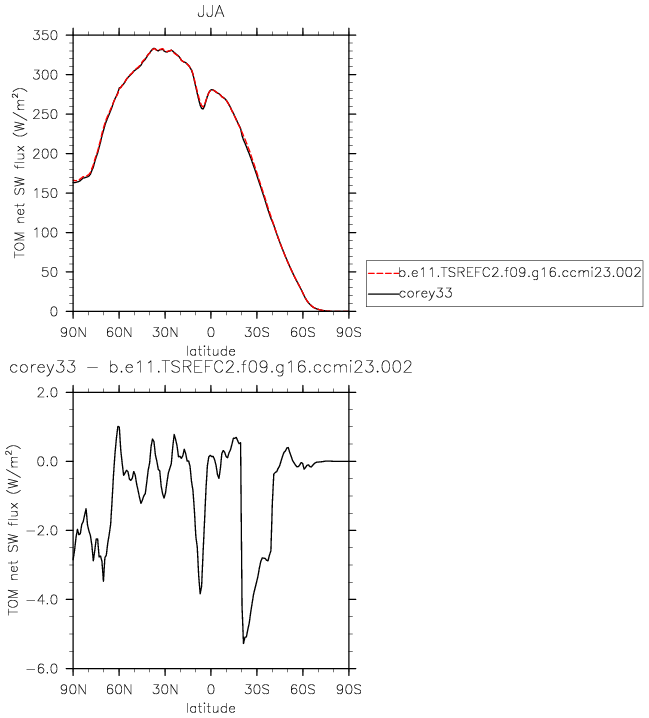 JJA
350
300
250
200
150
100
50
0
TOM net SW flux (W/m²)
90N 60N 30N 0 30S 60S 90S
latitude
b.e11.TSREFC2.f09.g16.ccmi23.002
corey33
corey33 − b.e11.TSREFC2.f09.g16.ccmi23.002
2.0
0.0
−2.0
−4.0
−6.0
TOM net SW flux (W/m²)
90N 60N 30N 0 30S 60S 90S
latitude